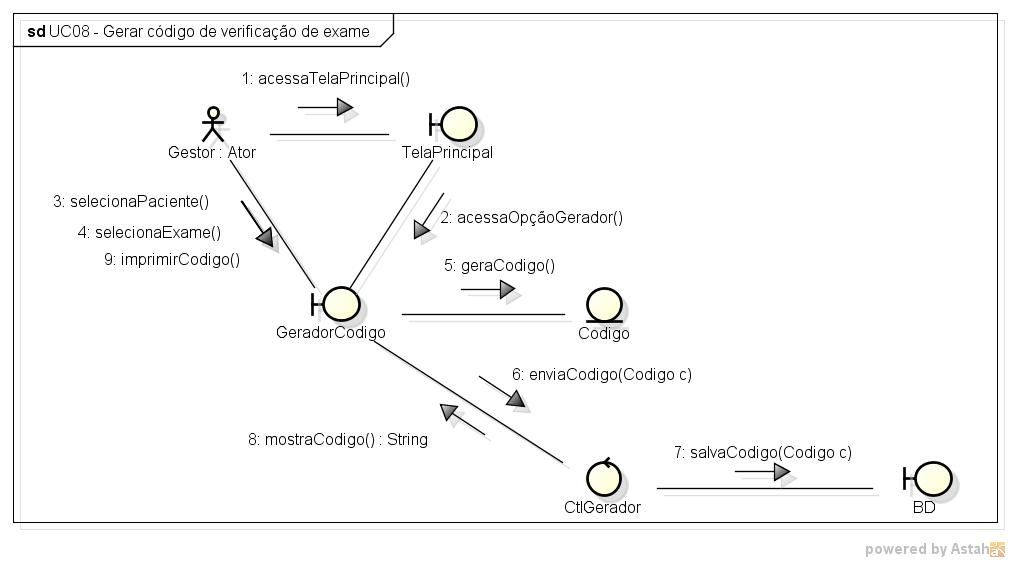 sd UC08 - Gerar código de verificação de exame
1: acessaTelaPrincipal()
Gestor : Ator
TelaPrincipal
3: selecionaPaciente()
2: acessaOpçãoGerador()
4: selecionaExame()
9: imprimirCodigo()
5: geraCodigo()
GeradorCodigo
Codigo
6: enviaCodigo(Codigo c)
8: mostraCodigo() : String
7: salvaCodigo(Codigo c)
CtlGerador
BD
powered by Astah